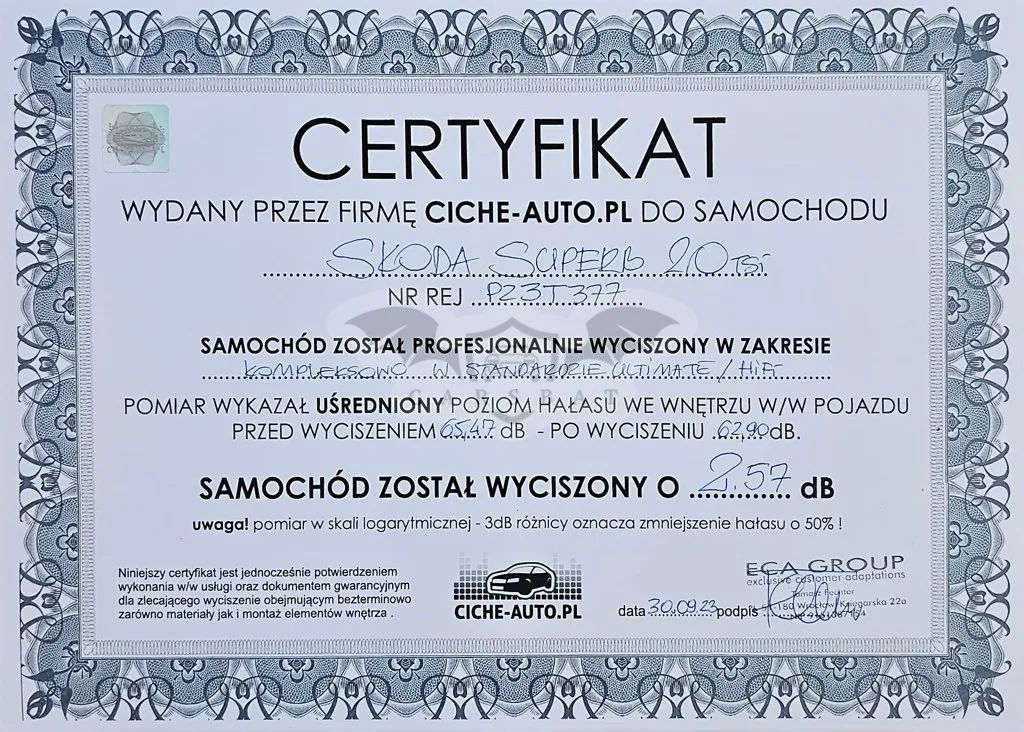 CERTYFIKAT
WYDANY PRZEZ FIRMĘ CICHE-AUTO.PL DO SAMOCHODU
SKODA SUPERB 2.0 TSI
NR REJ PZ3T377
SAMOCHÓD ZOSTAŁ PROFESJONALNIE WYCISZONY W ZAKRESIE
KOMPLEKSOWO W STANDARDZIE ULTIMATE / HIFI
CARSBAT
POMIAR WYKAZAŁ UŚREDNIONY POZIOM HAŁASU WE WNĘTRZU W/W POJAZDU
PRZED WYCISZENIEM 65,47 dB - PO WYCISZENIU 62,90 dB.
SAMOCHÓD ZOSTAŁ WYCISZONY O 2,57 dB
uwaga! pomiar w skali logarytmicznej - 3dB różnicy oznacza zmniejszenie hałasu o 50% !
Niniejszy certyfikat jest jednocześnie potwierdzeniem
wykonania w/w usługi oraz dokumentem gwarancyjnym
dla zlecającego wyciszenie obejmującym bezterminowo
zarówno materiały jak i montaż elementów wnętrza .
CICHE-AUTO.PL
data 30.09.23 podpis
ECA GROUP
exclusive customer adaptations
Wrocław, Księgarska 22a